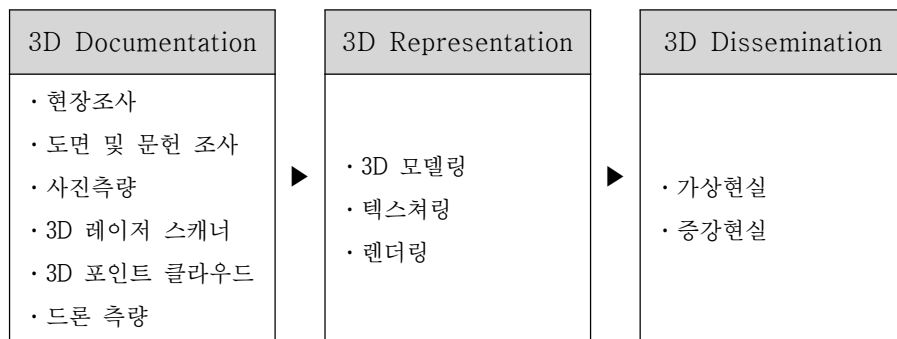 3D Documentation
· 현장조사
· 도면 및 문헌 조사
· 사진측량
· 3D 레이저 스캐너
· 3D 포인트 클라우드
· 드론 측량
▶
3D Representation
· 3D 모델링
· 텍스쳐링
· 렌더링
▶
3D Dissemination
· 가상현실
· 증강현실